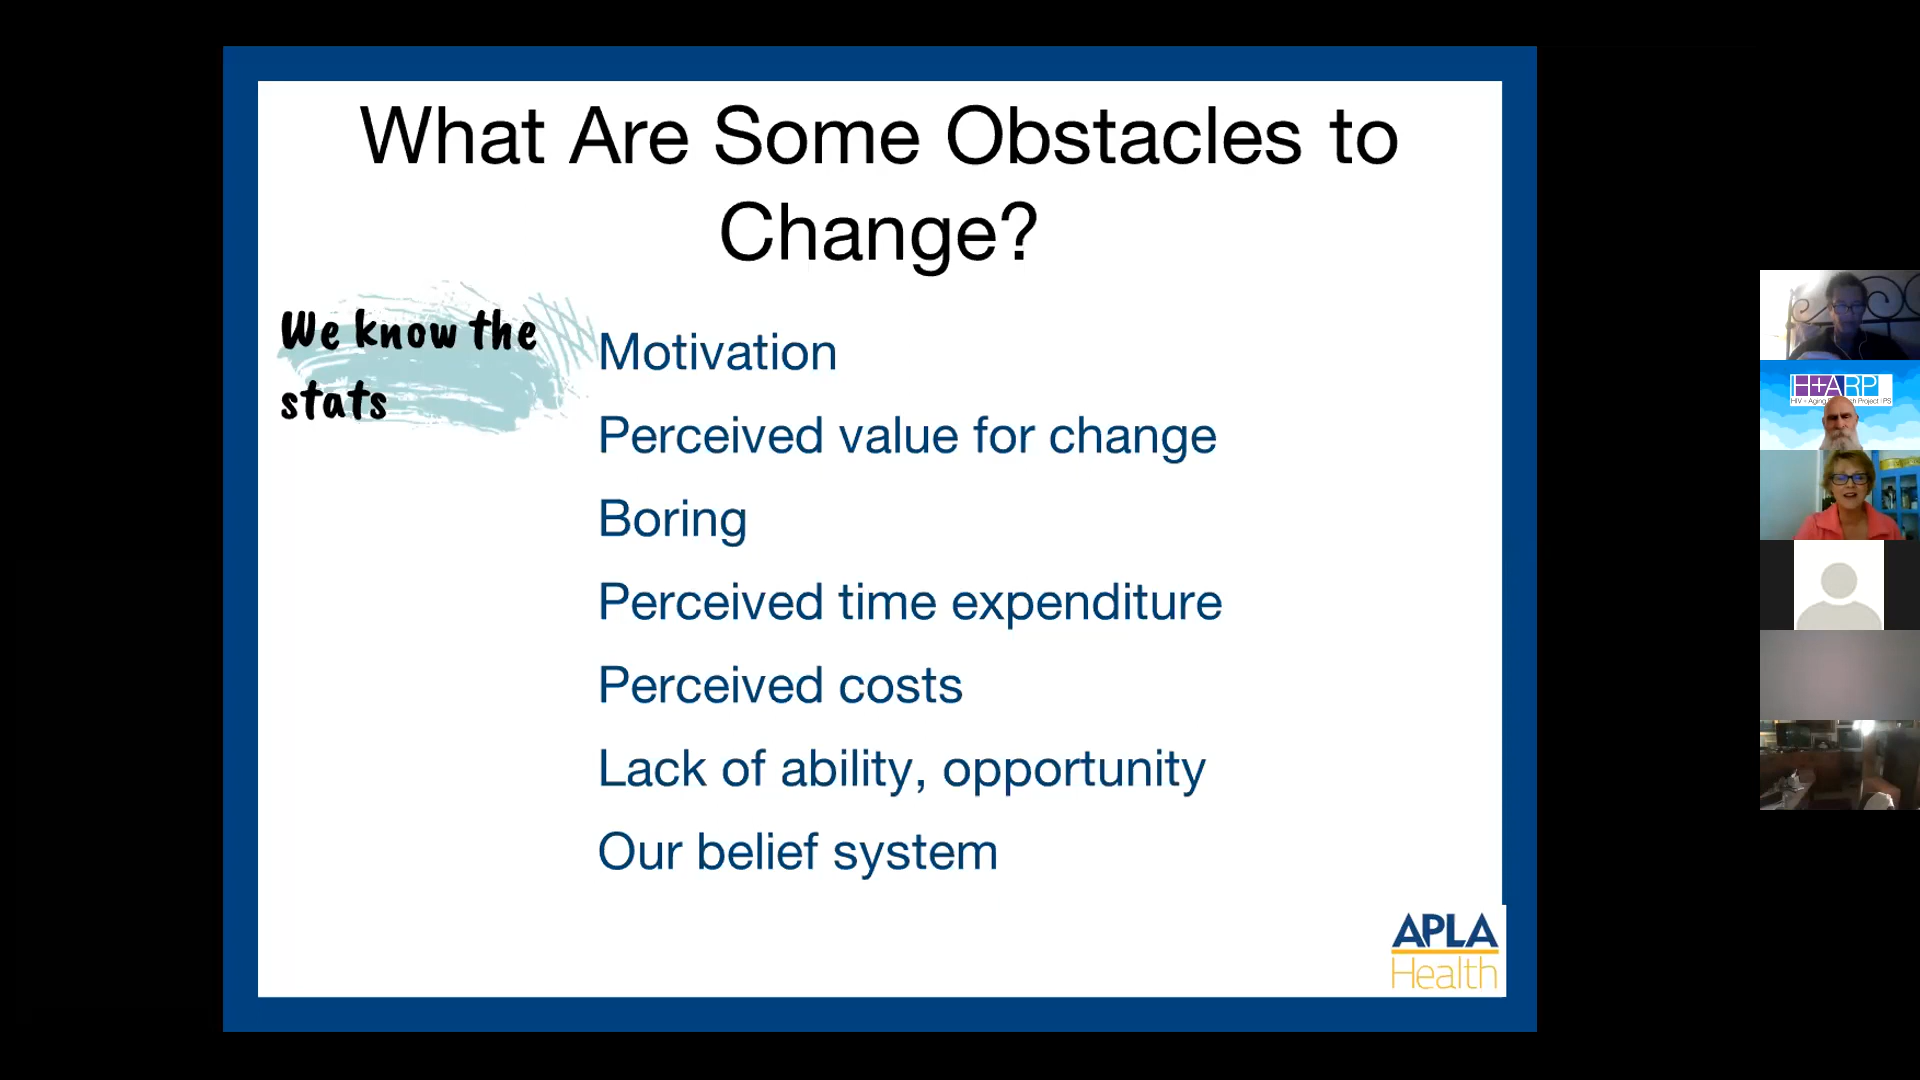 What Are Some Obstacles to
Change?
We know the
stats
Motivation
Perceived value for change
Boring
Perceived time expenditure
Perceived costs
Lack of ability, opportunity
Our belief system
APLA
Health
H+ARP